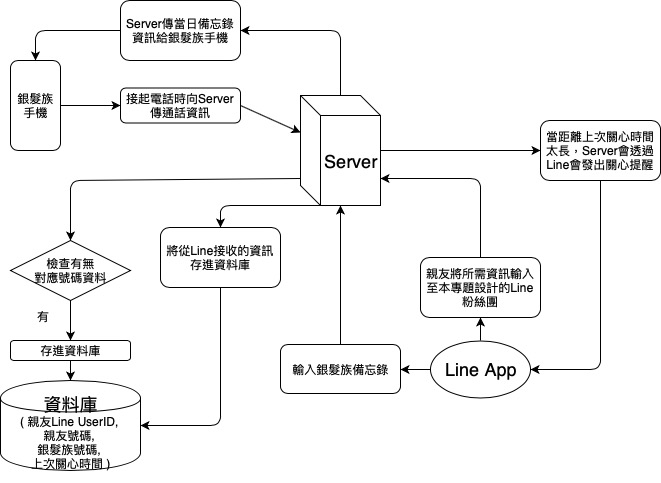 Server傳當日備忘錄
資訊給銀髮族手機
銀髮族
手機
接起電話時向Server
傳通話資訊
Server
當距離上次關心時間
太長，Server會透過
Line會發出關心提醒
檢查有無
對應號碼資料
將從Line接收的資訊
存進資料庫
親友將所需資訊輸入
至本專題設計的Line
粉絲團
有
存進資料庫
輸入銀髮族備忘錄
Line App
資料庫
( 親友Line UserID,
親友號碼,
銀髮族號碼,
上次關心時間 )